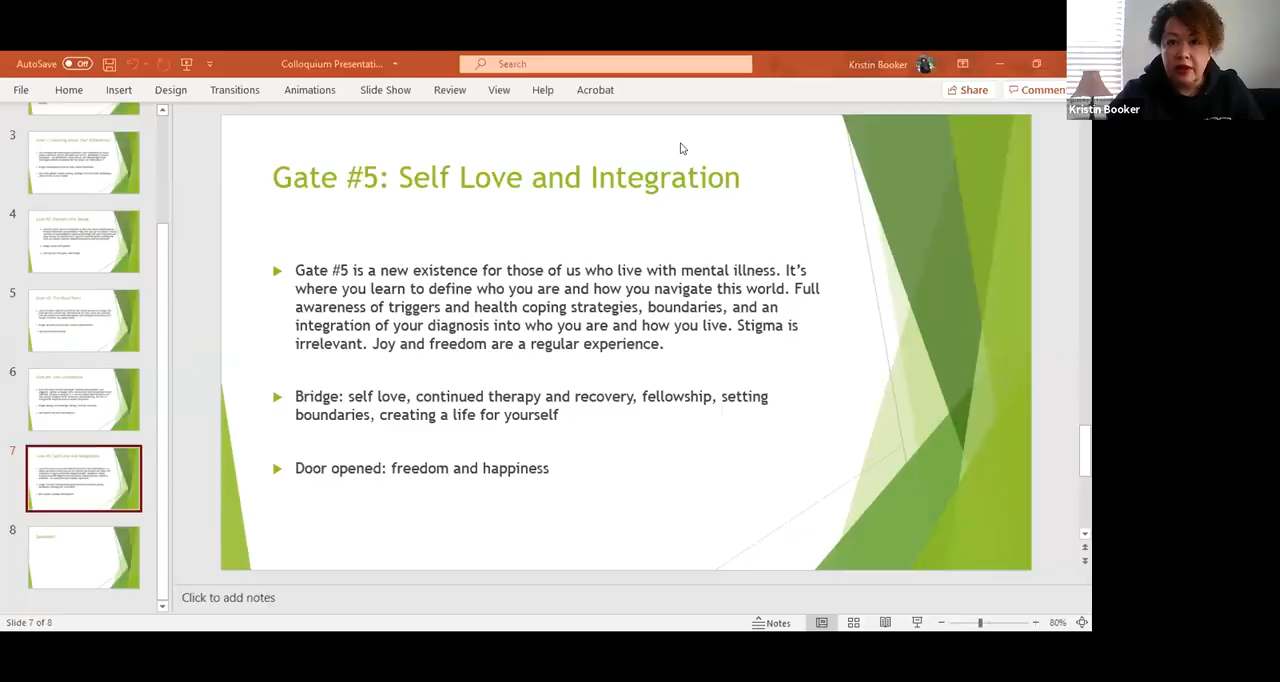 AutoSave Off
Colloquium Presentati...
Search
Kristin Booker
File Home Insert Design Transitions Animations Slide Show Review View Help Acrobat
Share
Commen
Kristin Booker
3
4
5
6
7
8
Gate #5: Self Love and Integration
Gate #5 is a new existence for those of us who live with mental illness. It's
where you learn to define who you are and how you navigate this world. Full
awareness of triggers and health coping strategies, boundaries, and an
integration of your diagnosis into who you are and how you live. Stigma is
irrelevant. Joy and freedom are a regular experience.
Bridge: self love, continued therapy and recovery, fellowship, setting
boundaries, creating a life for yourself
Door opened: freedom and happiness
Click to add notes
Slide 7 of 8
Notes
80%